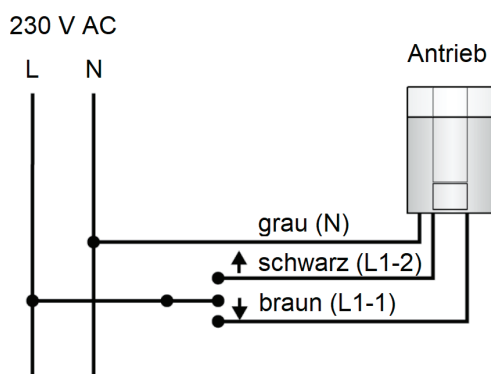 230 V AC
L N
Antrieb
grau (N)
schwarz (L1-2)
braun (L1-1)